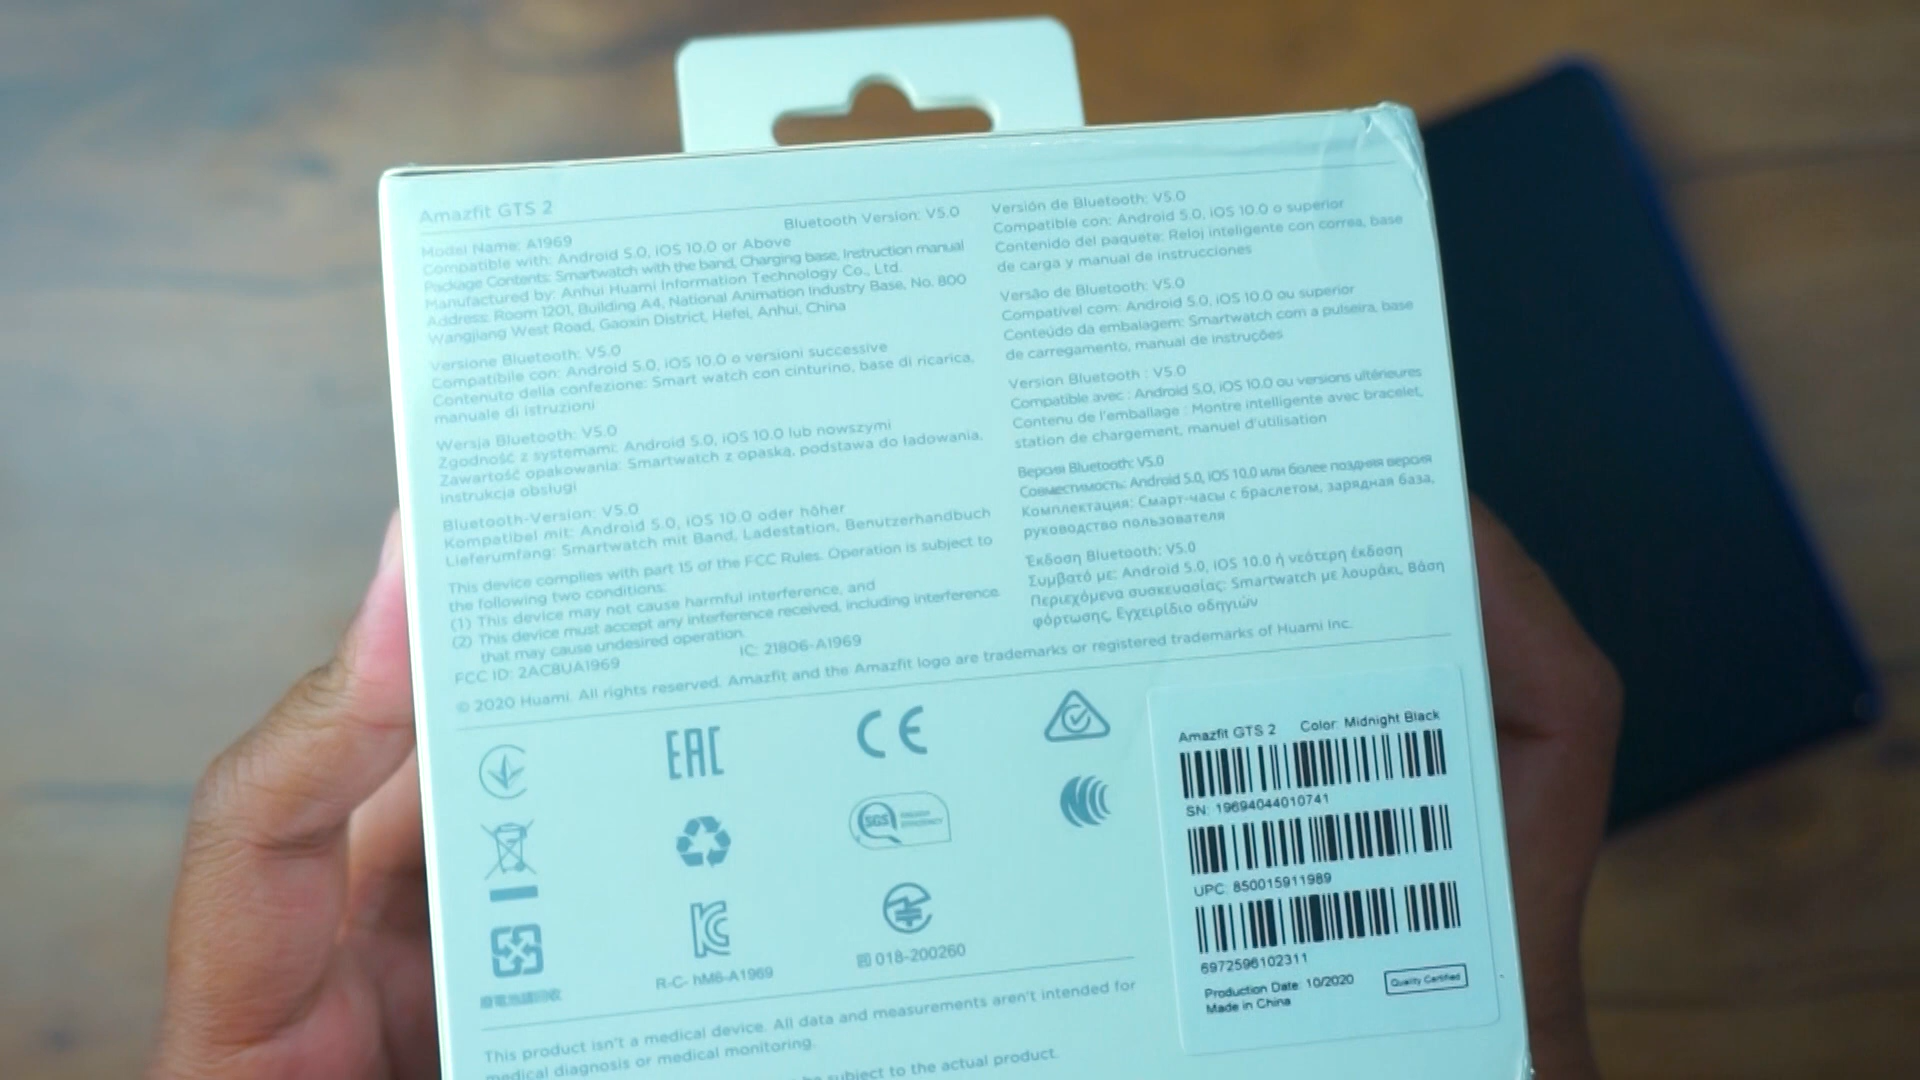 Amazfit GTS 2
Model Name: A1969
Bluetooth Version: V5.0
Compatible with: Android 5.0, iOS 10.0 or Above
Package Contents: Smartwatch with the band, Charging base, Instruction manual
Manufactured by: Anhui Huami Information Technology Co., Ltd.
Address: Room 1201, Building A4, National Animation Industry Base, No. 800
Wangjiang West Road, Gaoxin District, Hefei, Anhui, China
Versione Bluetooth: V5.0
Compatibile con: Android 5.0, iOS 10.0 o versioni successive
Contenuto della confezione: Smart watch con cinturino, base di ricarica,
manuale di istruzioni
Wersja Bluetooth: V5.0
Zgodność z systemami: Android 5.0, iOS 10.0 lub nowszymi
Zawartość opakowania: Smartwatch z opaską, podstawa do ładowania,
instrukcja obsługi
Bluetooth-Version: V5.0
Kompatibel mit: Android 5.0, iOS 10.0 oder höher
Lieferumfang: Smartwatch mit Band, Ladestation, Benutzerhandbuch
This device complies with part 15 of the FCC Rules. Operation is subject to
the following two conditions:
(1) This device may not cause harmful interference, and
(2) This device must accept any interference received, including interference
that may cause undesired operation.
FCC ID: 2AC8UA1969
IC: 21806-A1969
Versión de Bluetooth: V5.0
Compatible con: Android 5.0, iOS 10.0 o superior
Contenido del paquete: Reloj inteligente con correa, base
de carga y manual de instrucciones
Versão de Bluetooth: V5.0
Compatível com: Android 5.0, iOS 10.0 ou superior
Conteúdo da embalagem: Smartwatch com a pulseira, base
de carregamento, manual de instruções
Version Bluetooth : V5.0
Compatible avec : Android 5.0, iOS 10.0 ou versions ultérieures
Contenu de l'emballage : Montre intelligente avec bracelet,
station de chargement, manuel d'utilisation
Версия Bluetooth: V5.0
Совместимость: Android 5.0, iOS 10.0 или более поздняя версия
Комплектация: Смарт-часы с браслетом, зарядная база,
руководство пользователя
Έκδοση Bluetooth: V5.0
Συμβατό με: Android 5.0, iOS 10.0 ή νεότερη έκδοση
Περιεχόμενα συσκευασίας: Smartwatch με λουράκι, Βάση
φόρτωσης, Εγχειρίδιο οδηγιών
© 2020 Huami. All rights reserved. Amazfit and the Amazfit logo are trademarks or registered trademarks of Huami Inc.
EAC
CE
SGS
R-C- hM6-A1969
018-200260
Amazfit GTS 2 Color: Midnight Black
SN: 19694044010741
UPC: 850015911989
6972596102311
Production Date: 10/2020
Made in China
Quality Certified
This product isn't a medical device. All data and measurements aren't intended for
medical diagnosis or medical monitoring.
be subject to the actual product.